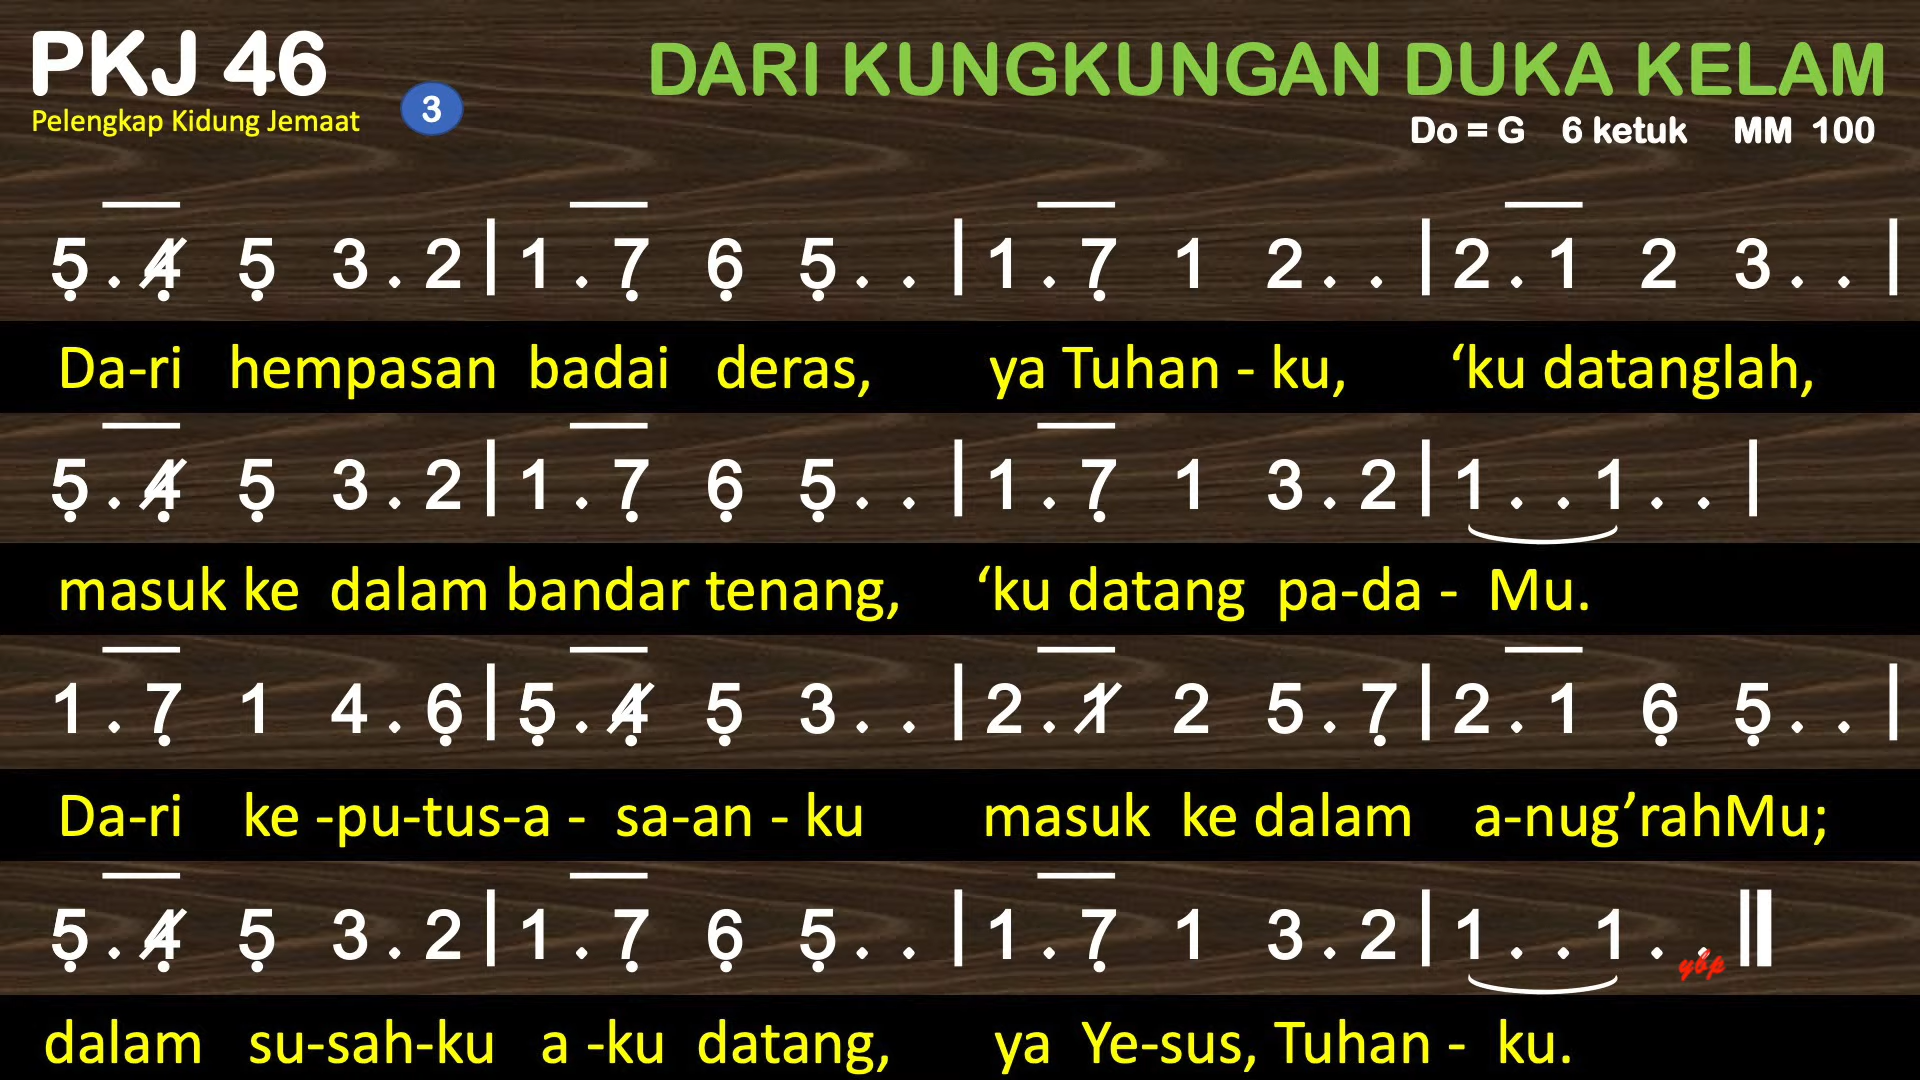 PKJ 46
DARI KUNGKUNGAN DUKA KELAM
Pelengkap Kidung Jemaat
3
Do = G 6 ketuk MM 100
5̣ . 4̸̣ 5̣ 3 . 2 | 1 . 7̣ 6̣ 5̣ . . | 1 . 7̣ 1 2 . . | 2 . 1 2 3 . . |
Da-ri hempasan badai deras, ya Tuhan - ku, ‘ku datanglah,
5̣ . 4̸̣ 5̣ 3 . 2 | 1 . 7̣ 6̣ 5̣ . . | 1 . 7̣ 1 3 . 2 | 1 . . 1 . . |
masuk ke dalam bandar tenang, ‘ku datang pa-da - Mu.
1 . 7̣ 1 4 . 6̣ | 5̣ . 4̸̣ 5̣ 3 . . | 2 . 1̸ 2 5 . 7̣ | 2 . 1 6̣ 5̣ . . |
Da-ri ke -pu-tus-a - sa-an - ku masuk ke dalam a-nug’rahMu;
5̣ . 4̸̣ 5̣ 3 . 2 | 1 . 7̣ 6̣ 5̣ . . | 1 . 7̣ 1 3 . 2 | 1 . . 1 . . ||
ybp
dalam su-sah-ku a -ku datang, ya Ye-sus, Tuhan - ku.